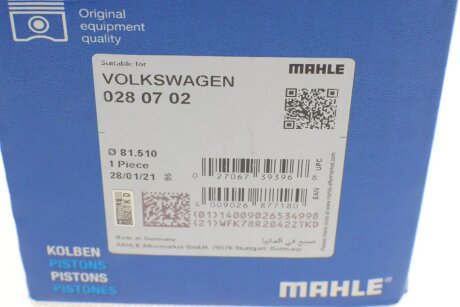 Original
equipment
quality
Suitable for
VOLKSWAGEN
028 07 02
MAHLE
Ø 81.510
1 Piece
28/01/21 S
0 27067 39396 8
UPC
4 009026 877180
EAN
(01)14009026534998
(21)WFK78R2042ZTKD
Made in Germany
صنع في ألمانيا
MAHLE Aftermarket GmbH, 70376 Stuttgart, Germany
KOLBEN
PISTONS
PISTONS
PISTONES
MAHLE